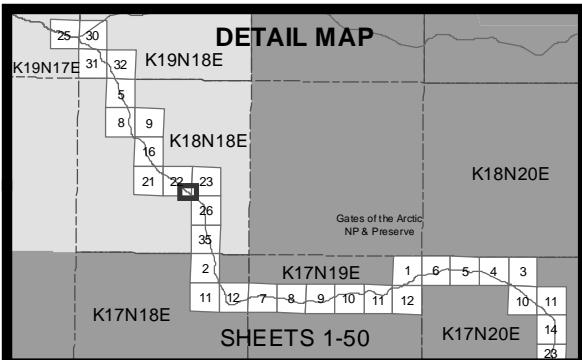 DETAIL MAP
25 30
K19N17E 31 32 K19N18E
5
8 9
K18N18E
16
21 22 23
K18N20E
26
Gates of the Arctic
NP & Preserve
35
2 K17N19E 1 6 5 4 3
11 12 7 8 9 10 11 12 10 11
K17N18E
14
SHEETS 1-50 K17N20E
23